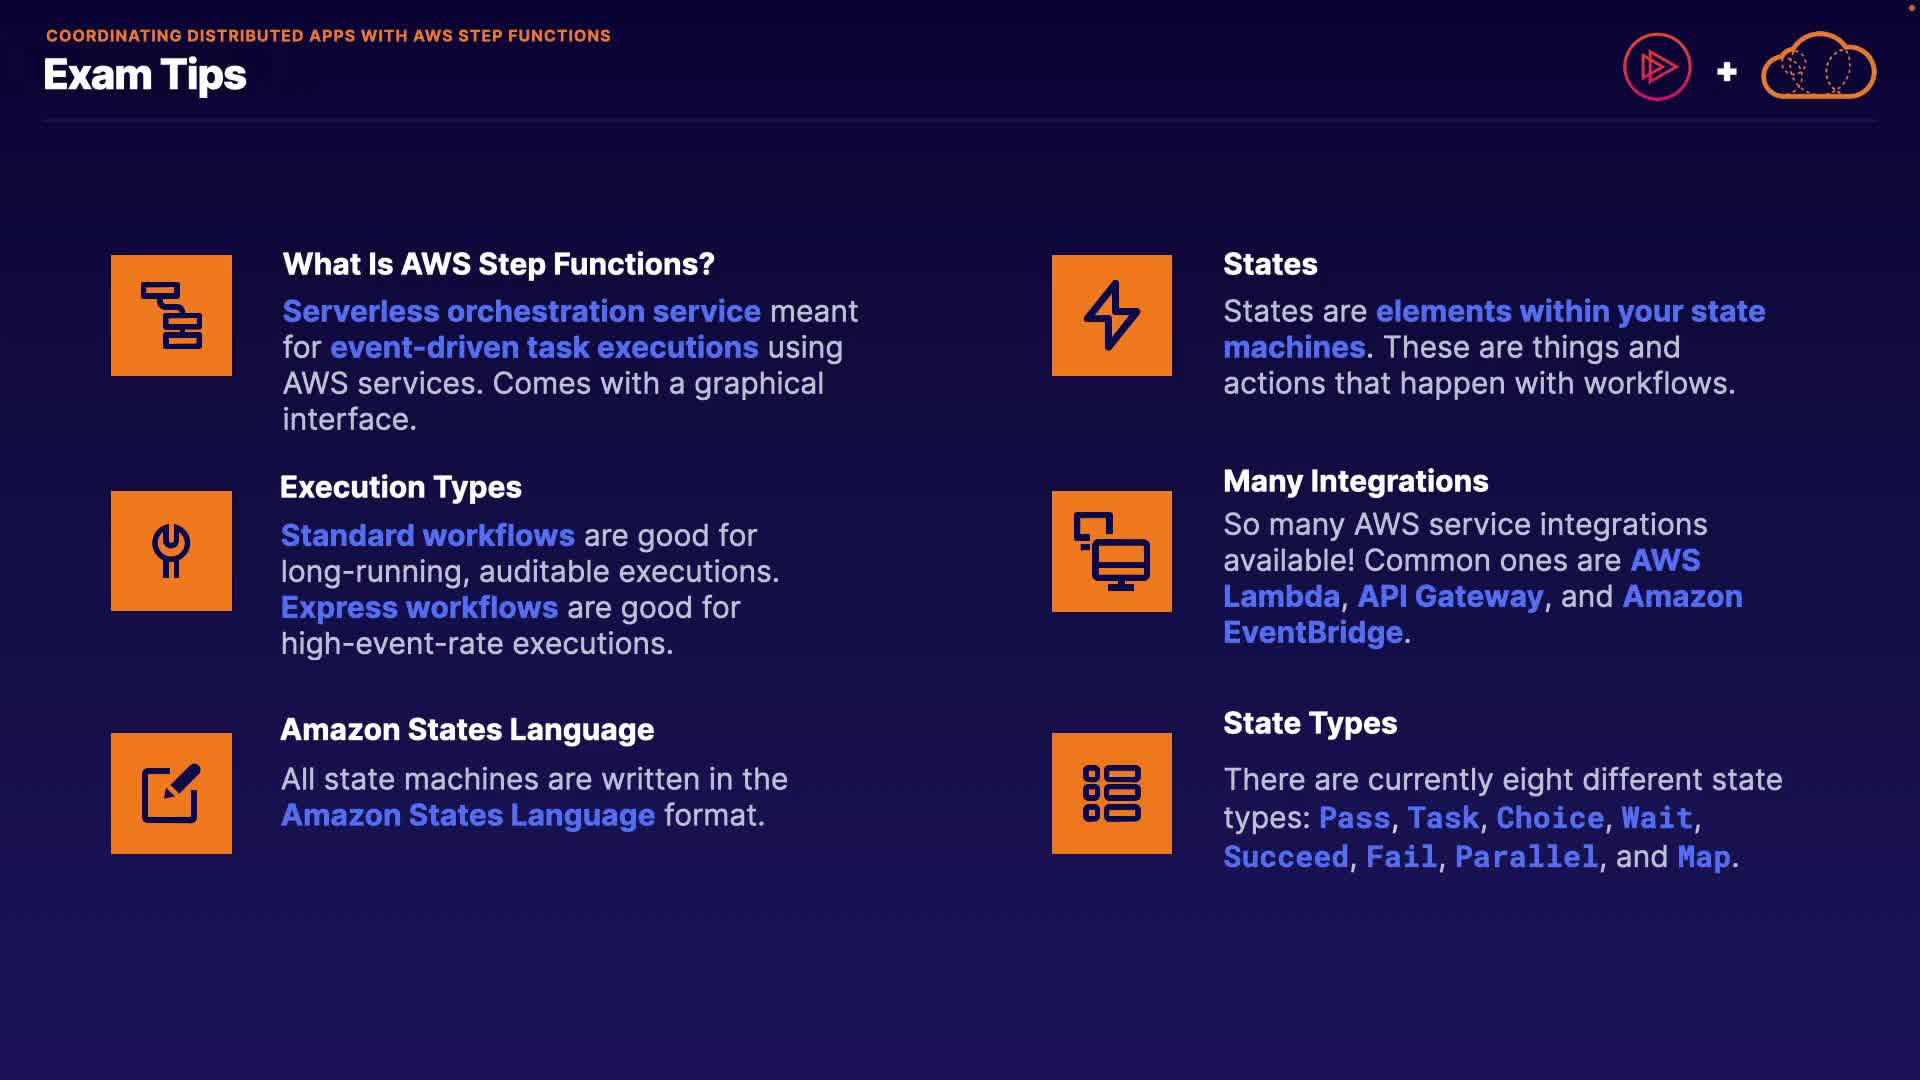 COORDINATING DISTRIBUTED APPS WITH AWS STEP FUNCTIONS
Exam Tips
What Is AWS Step Functions?
Serverless orchestration service meant
for event-driven task executions using
AWS services. Comes with a graphical
interface.
Execution Types
Standard workflows are good for
long-running, auditable executions.
Express workflows are good for
high-event-rate executions.
Amazon States Language
All state machines are written in the
Amazon States Language format.
States
States are elements within your state
machines. These are things and
actions that happen with workflows.
Many Integrations
So many AWS service integrations
available! Common ones are AWS
Lambda, API Gateway, and Amazon
EventBridge.
State Types
There are currently eight different state
types: Pass, Task, Choice, Wait,
Succeed, Fail, Parallel, and Map.